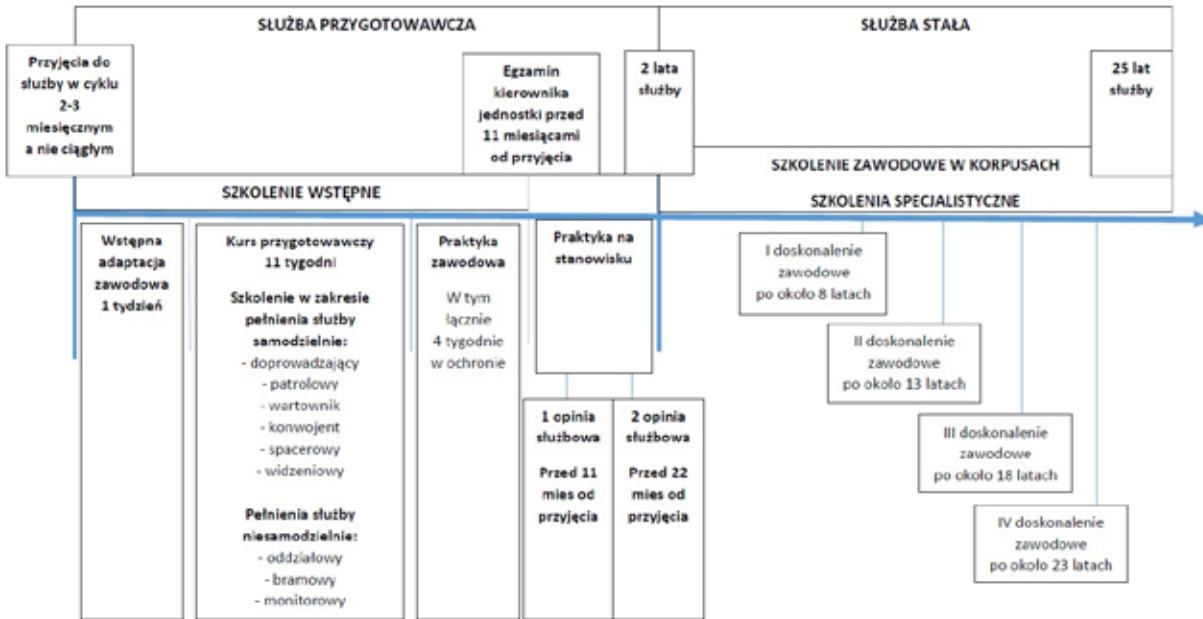 SŁUŻBA PRZYGOTOWAWCZA
SŁUŻBA STAŁA
Przyjęcia do
służby w cyklu
2-3
miesięcznym
a nie ciągłym
Egzamin
kierownika
jednostki przed
11 miesiącami
od przyjęcia
2 lata
służby
25 lat
służby
SZKOLENIE ZAWODOWE W KORPUSACH
SZKOLENIE WSTĘPNE
SZKOLENIA SPECJALISTYCZNE
Wstępna
adaptacja
zawodowa
1 tydzień
Kurs przygotowawczy
11 tygodni
Szkolenie w zakresie
pełnienia służby
samodzielnie:
- doprowadzający
- patrolowy
- wartownik
- konwojent
- spacerowy
- widzeniowy
Pełnienia służby
niesamodzielnie:
- oddziałowy
- bramowy
- monitorowy
Praktyka
zawodowa
W tym
łącznie
4 tygodnie
w ochronie
Praktyka na
stanowisku
1 opinia
służbowa
Przed 11
mies od
przyjęcia
2 opinia
służbowa
Przed 22
mies od
przyjęcia
I doskonalenie
zawodowe
po około 8 latach
II doskonalenie
zawodowe
po około 13 latach
III doskonalenie
zawodowe
po około 18 latach
IV doskonalenie
zawodowe
po około 23 latach